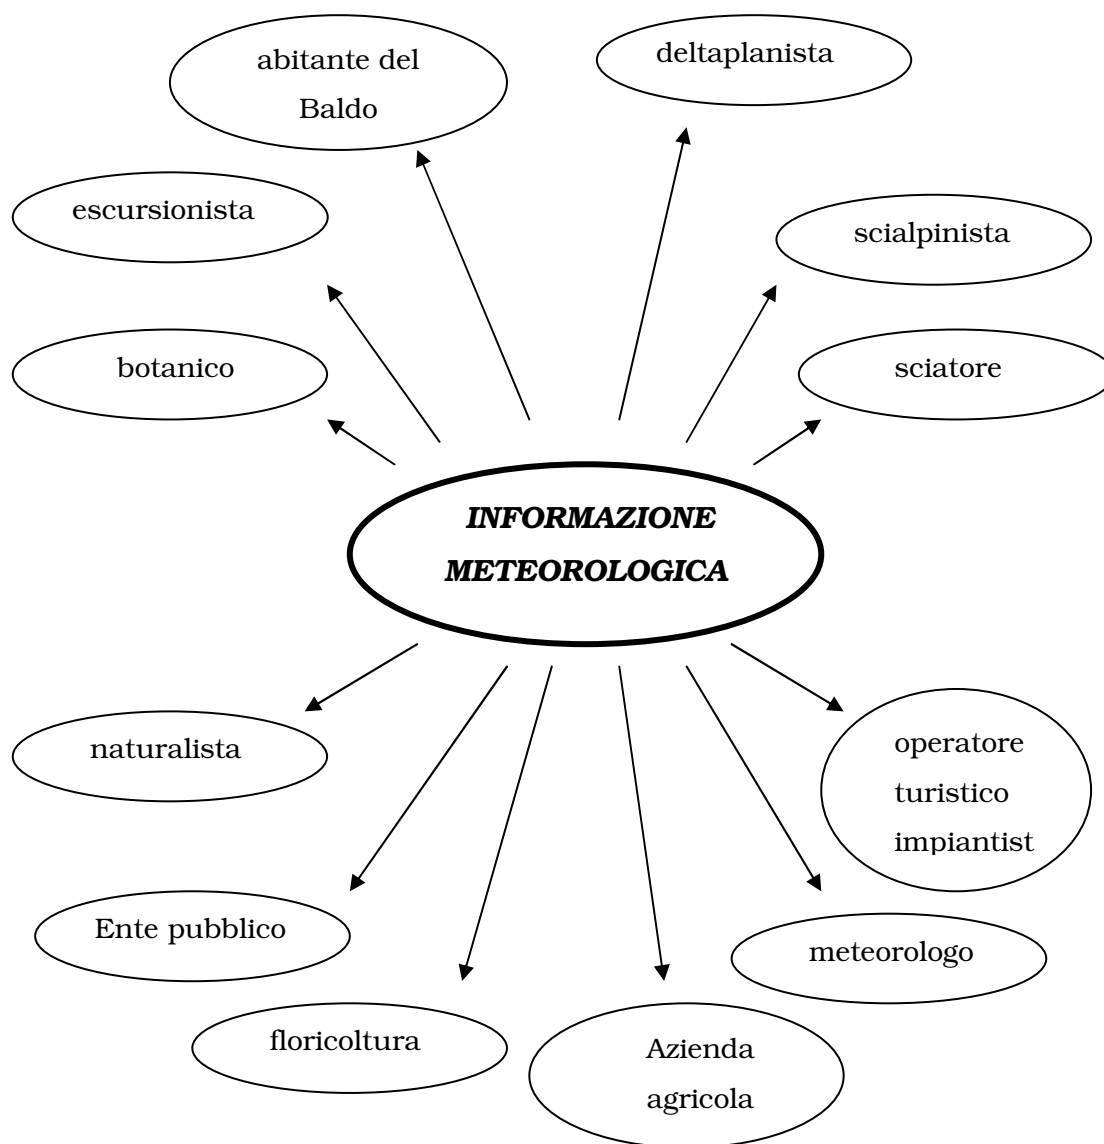 abitante del
Baldo
deltaplanista
escursionista
scialpinista
botanico
sciatore
INFORMAZIONE
METEOROLOGICA
naturalista
operatore
turistico
impiantist
Ente pubblico
meteorologo
floricoltura
Azienda
agricola